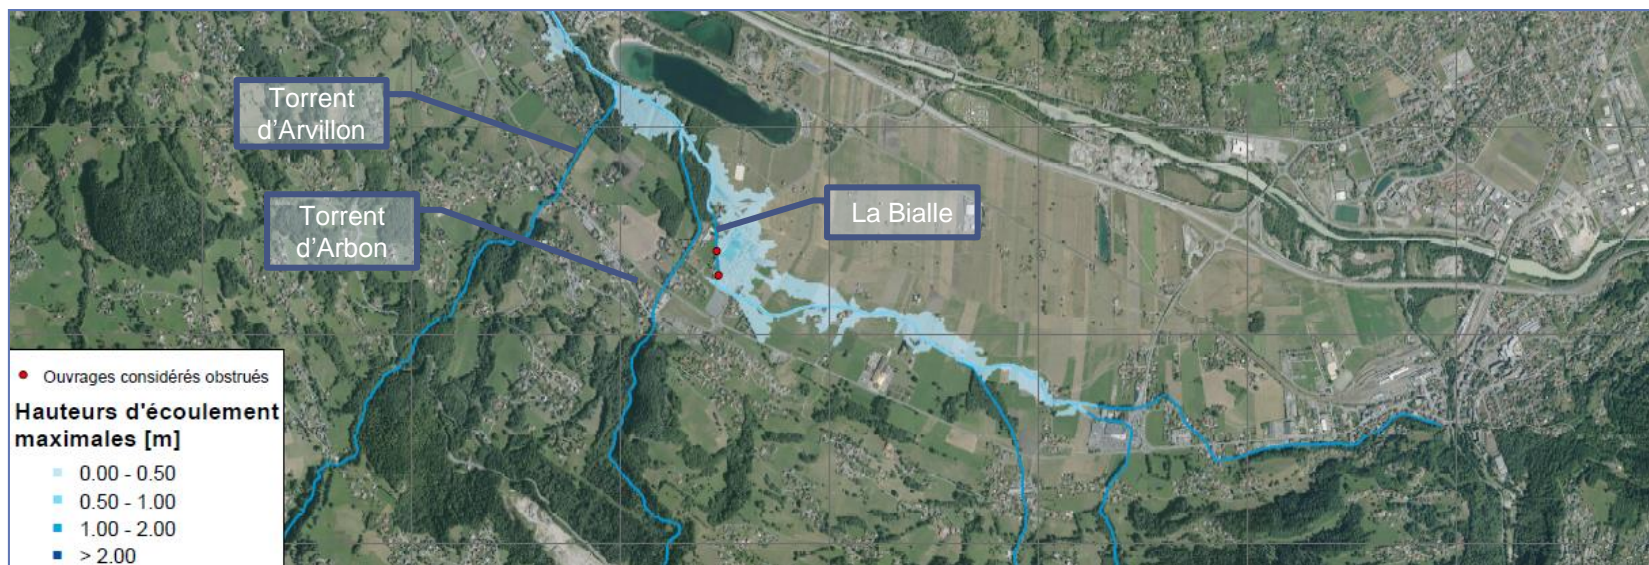 Torrent
d'Arvillon
Torrent
d'Arbon
La Bialle
Ouvrages considérés obstrués
Hauteurs d'écoulement
maximales [m]
0.00 - 0.50
0.50 - 1.00
1.00 - 2.00
> 2.00